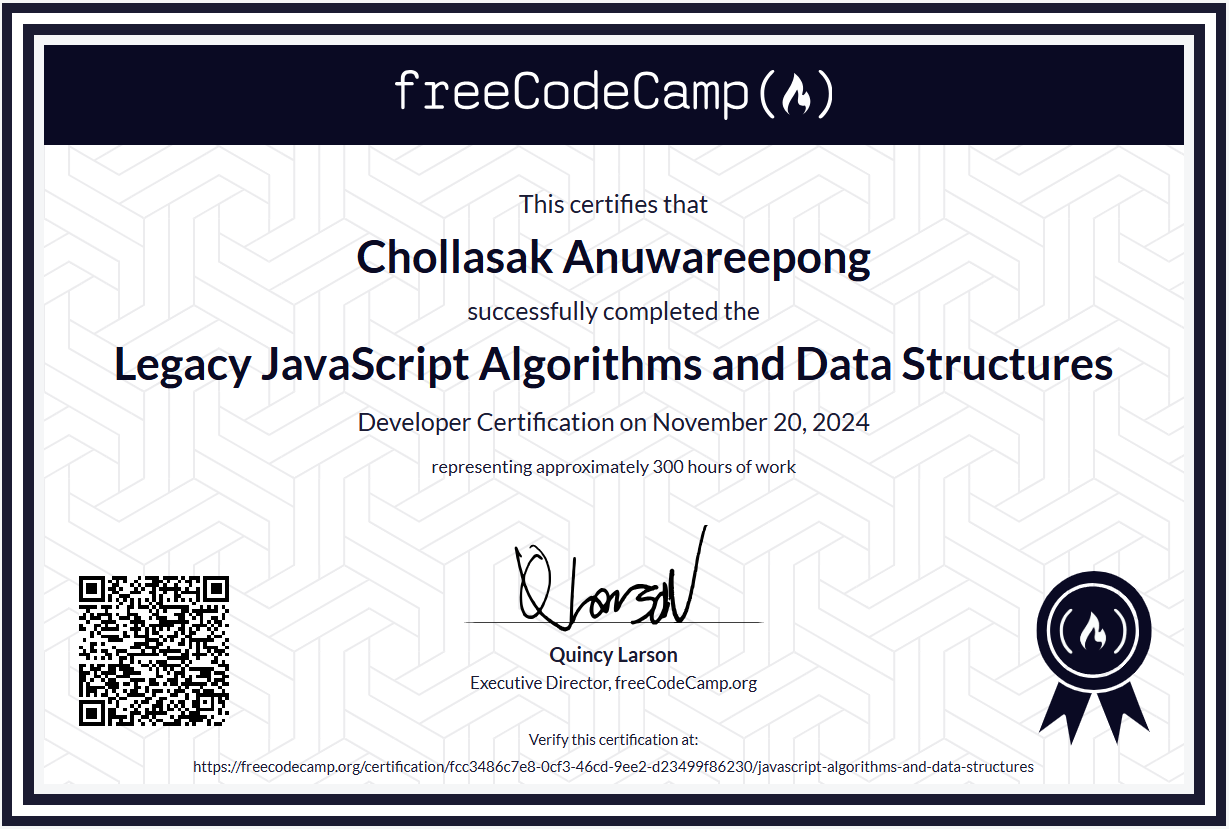 freeCodeCamp
This certifies that
Chollasak Anuwareepong
successfully completed the
Legacy JavaScript Algorithms and Data Structures
Developer Certification on November 20, 2024
representing approximately 300 hours of work
Q Larson
Quincy Larson
Executive Director, freeCodeCamp.org
Verify this certification at:
https://freecodecamp.org/certification/fcc3486c7e8-0cf3-46cd-9ee2-d23499f86230/javascript-algorithms-and-data-structures